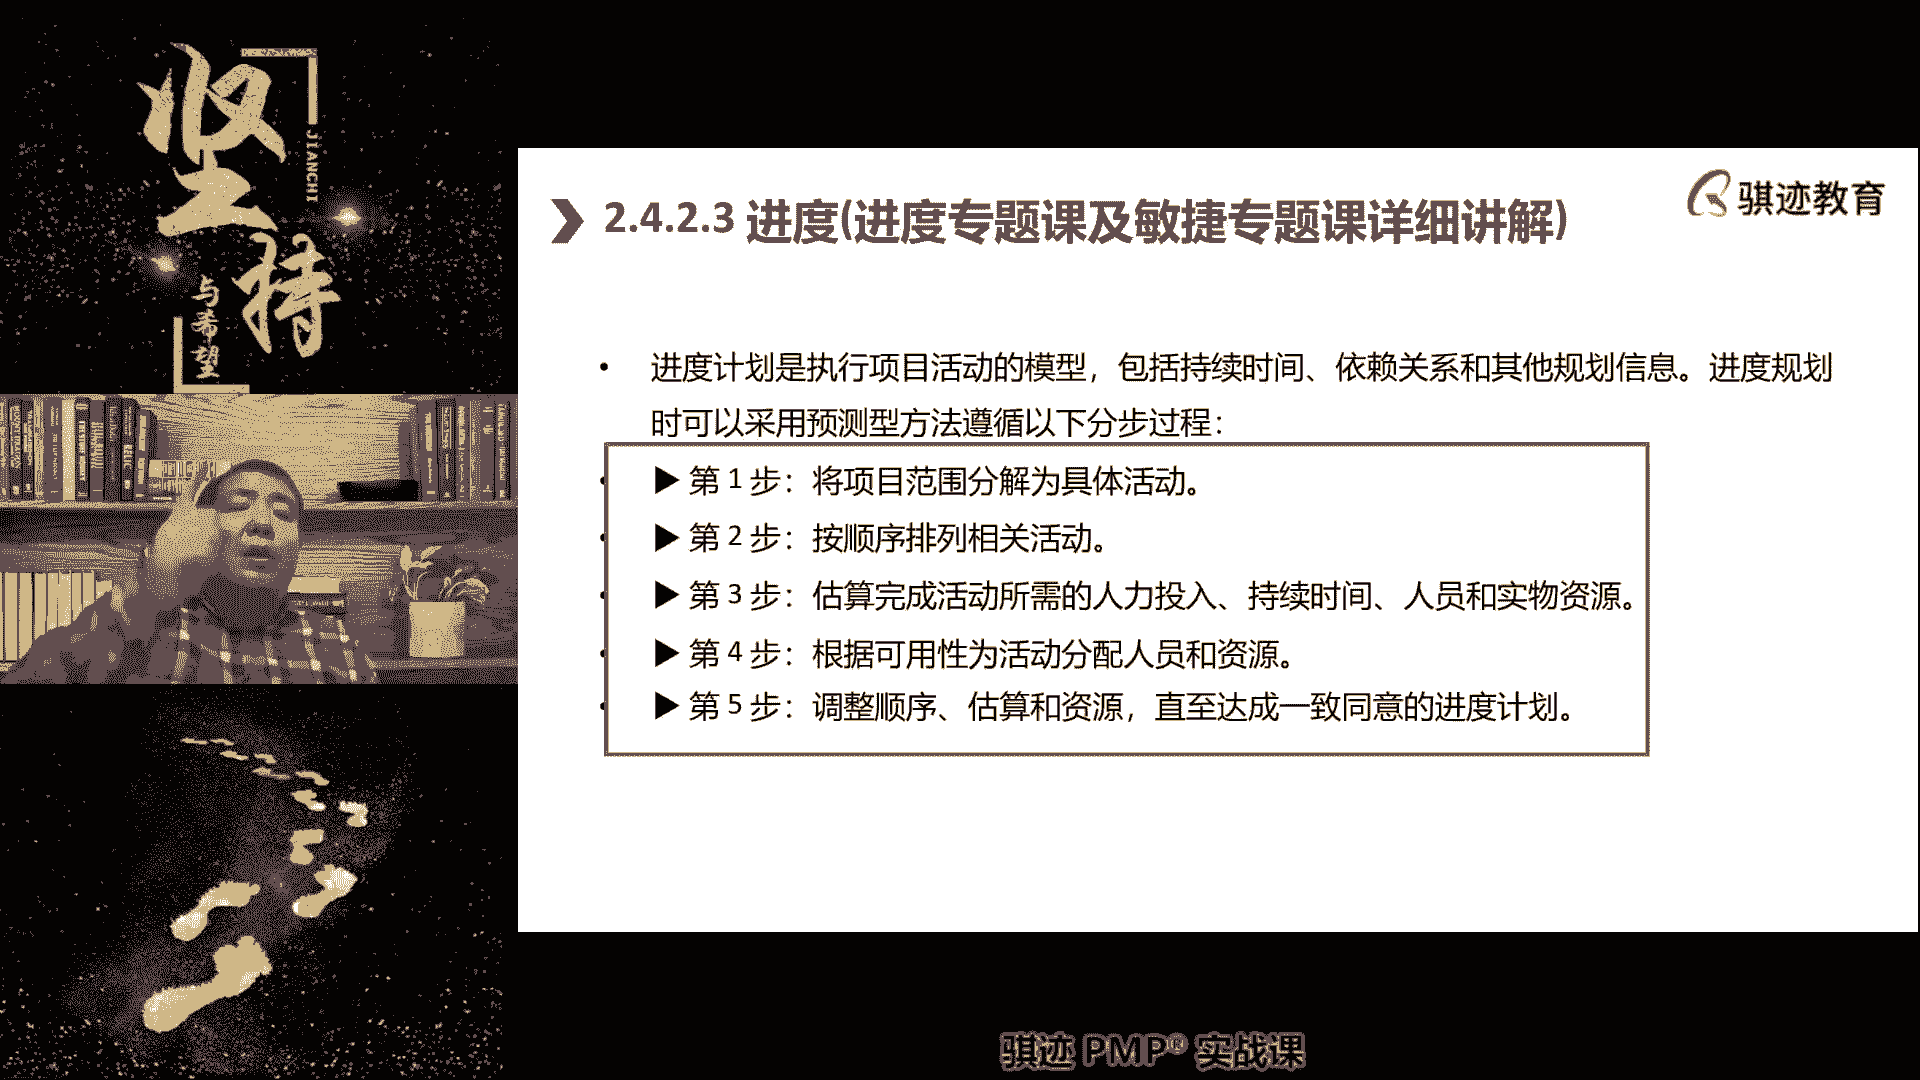 坚持
JIANCHI
与希望
骐迹教育
2.4.2.3 进度(进度专题课及敏捷专题课详细讲解)
• 进度计划是执行项目活动的模型，包括持续时间、依赖关系和其他规划信息。进度规划
时可以采用预测型方法遵循以下分步过程：
▶ 第 1 步：将项目范围分解为具体活动。
▶ 第 2 步：按顺序排列相关活动。
▶ 第 3 步：估算完成活动所需的人力投入、持续时间、人员和实物资源。
▶ 第 4 步：根据可用性为活动分配人员和资源。
▶ 第 5 步：调整顺序、估算和资源，直至达成一致同意的进度计划。
骐迹 PMP® 实战课